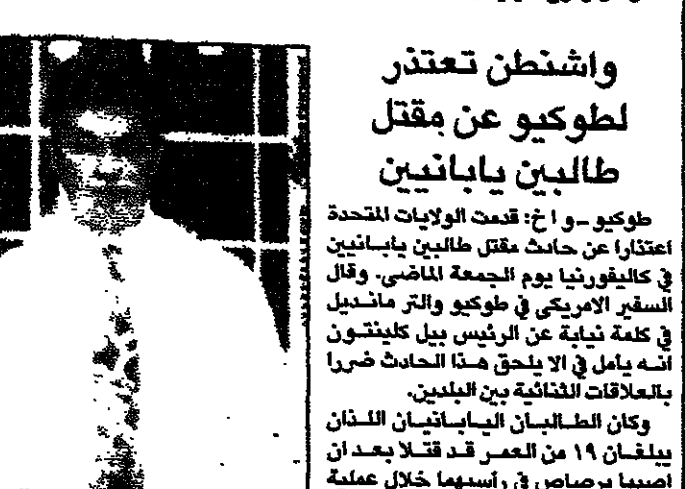 واشنطن تعتذر
لطوكيو عن مقتل
طالبين يابانيين
طوكيو ـ و ا خ: قدمت الولايات المتحدة
اعتذارا عن حادث مقتل طالبين يابانيين
في كاليفورنيا يوم الجمعة الماضي. وقال
السفير الامريكي في طوكيو والتر مانديل
في كلمة نيابة عن الرئيس بيل كلينتون
انه يامل في الا يلحق هذا الحادث ضررا
بالعلاقات الثنائية بين البلدين.
وكان الطالبان اليابانيان اللذان
يبلغان ١٩ من العمر قد قتلا بعد ان
اصيبا برصاص في رأسيهما خلال عملية